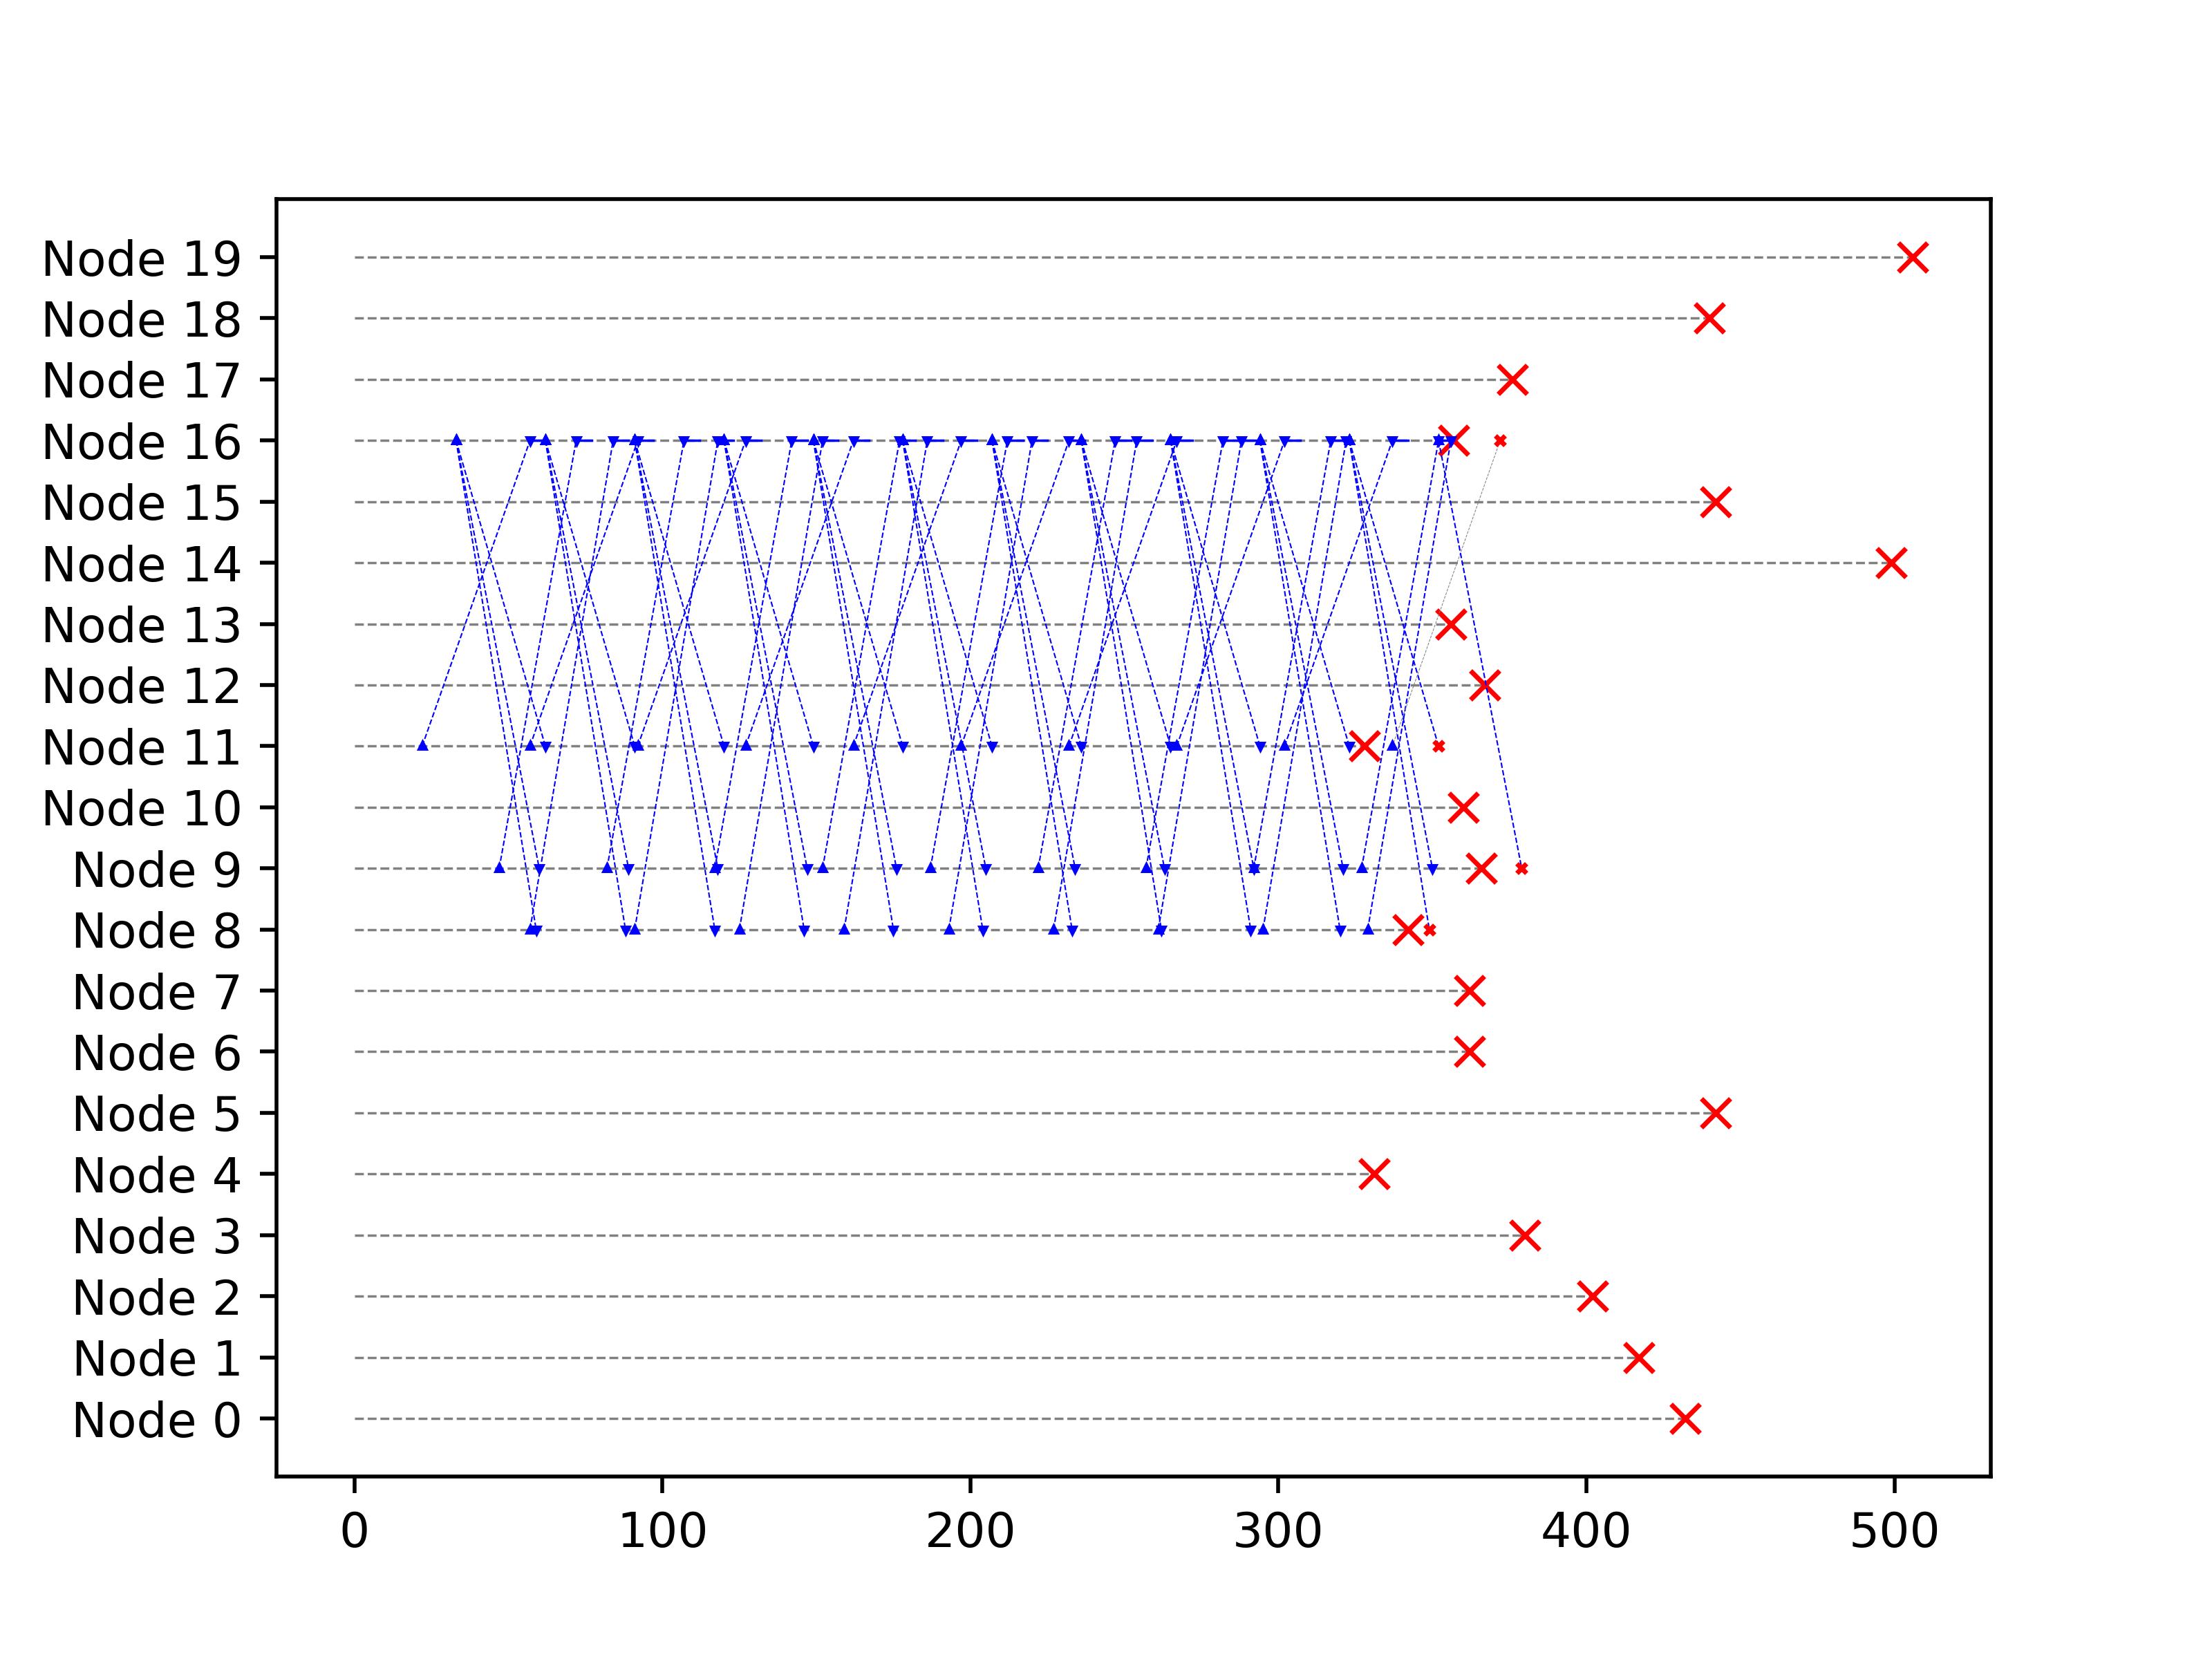 Node 19
Node 18
Node 17
Node 16
Node 15
Node 14
Node 13
Node 12
Node 11
Node 10
Node 9
Node 8
Node 7
Node 6
Node 5
Node 4
Node 3
Node 2
Node 1
Node 0
0 100 200 300 400 500